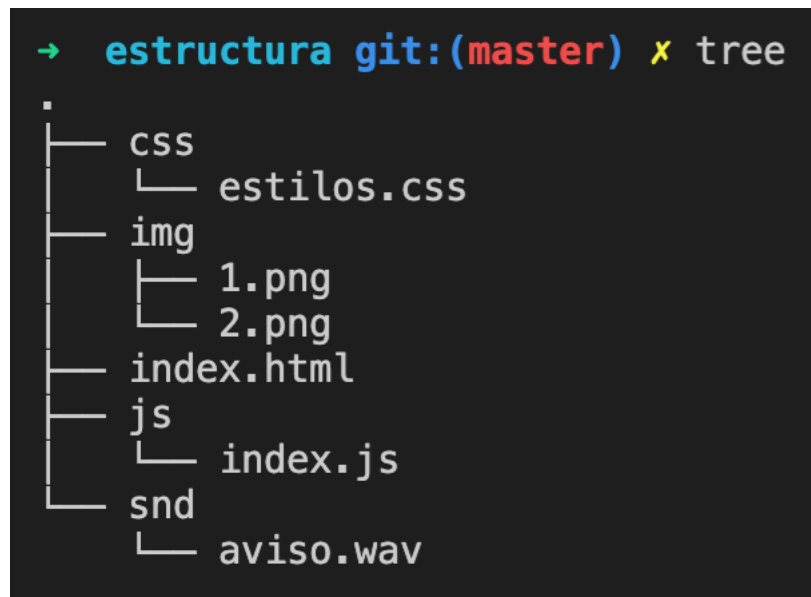 ➜ estructura git:(master) ✗ tree
.
├── css
│   └── estilos.css
├── img
│   ├── 1.png
│   └── 2.png
├── index.html
├── js
│   └── index.js
└── snd
    └── aviso.wav